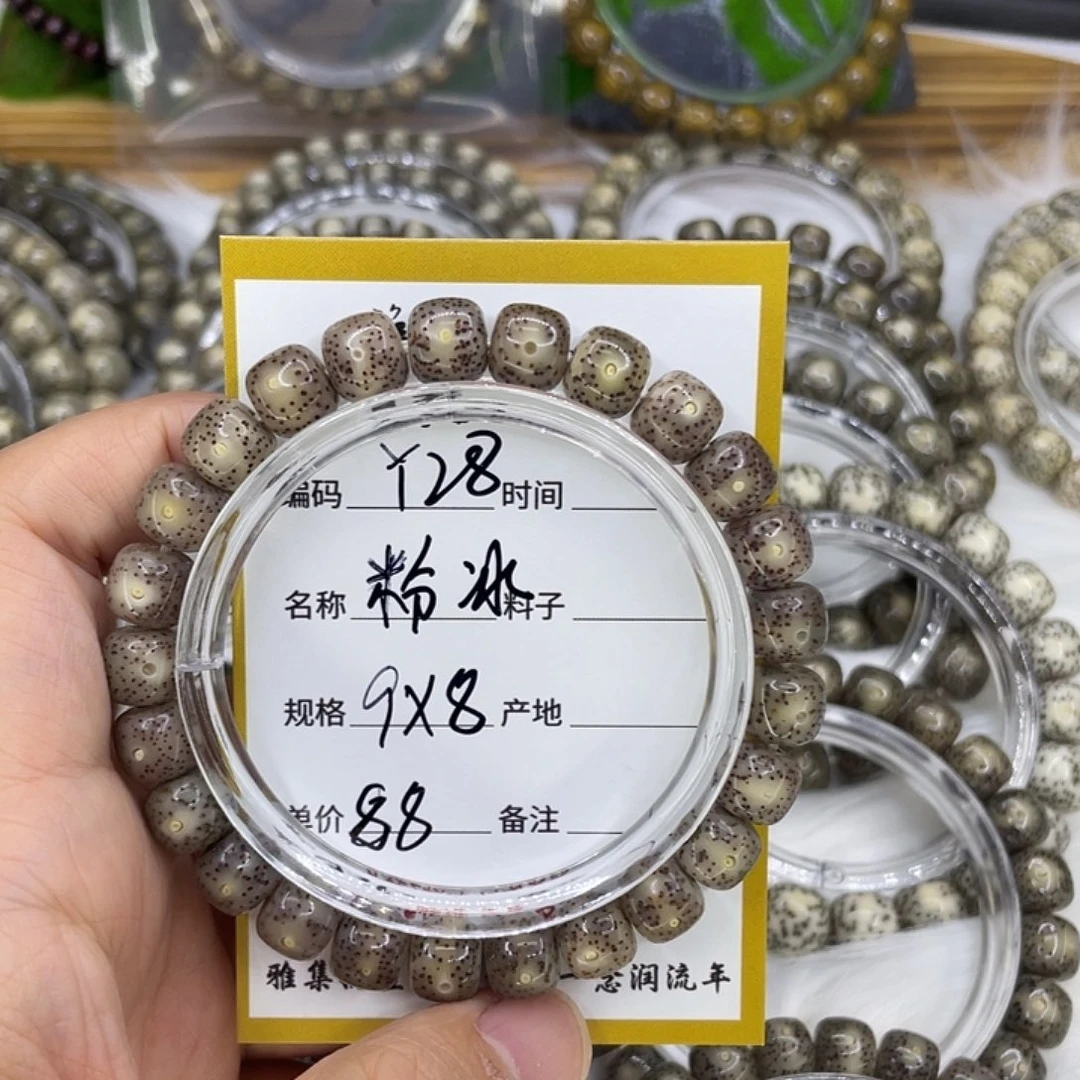 编码 Y28 时间
名称 粉冰 料子
规格 9X8 产地
单价 88 备注
雅集 念润流年